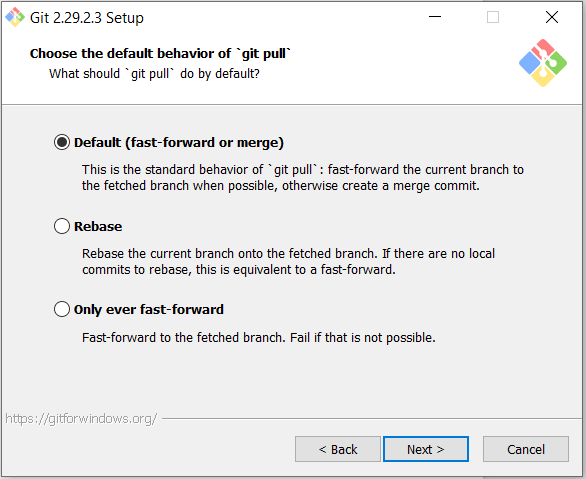 Git 2.29.2.3 Setup
Choose the default behavior of `git pull`
What should `git pull` do by default?
Default (fast-forward or merge)
This is the standard behavior of `git pull`: fast-forward the current branch to
the fetched branch when possible, otherwise create a merge commit.
Rebase
Rebase the current branch onto the fetched branch. If there are no local
commits to rebase, this is equivalent to a fast-forward.
Only ever fast-forward
Fast-forward to the fetched branch. Fail if that is not possible.
https://gitforwindows.org/
< Back
Next >
Cancel